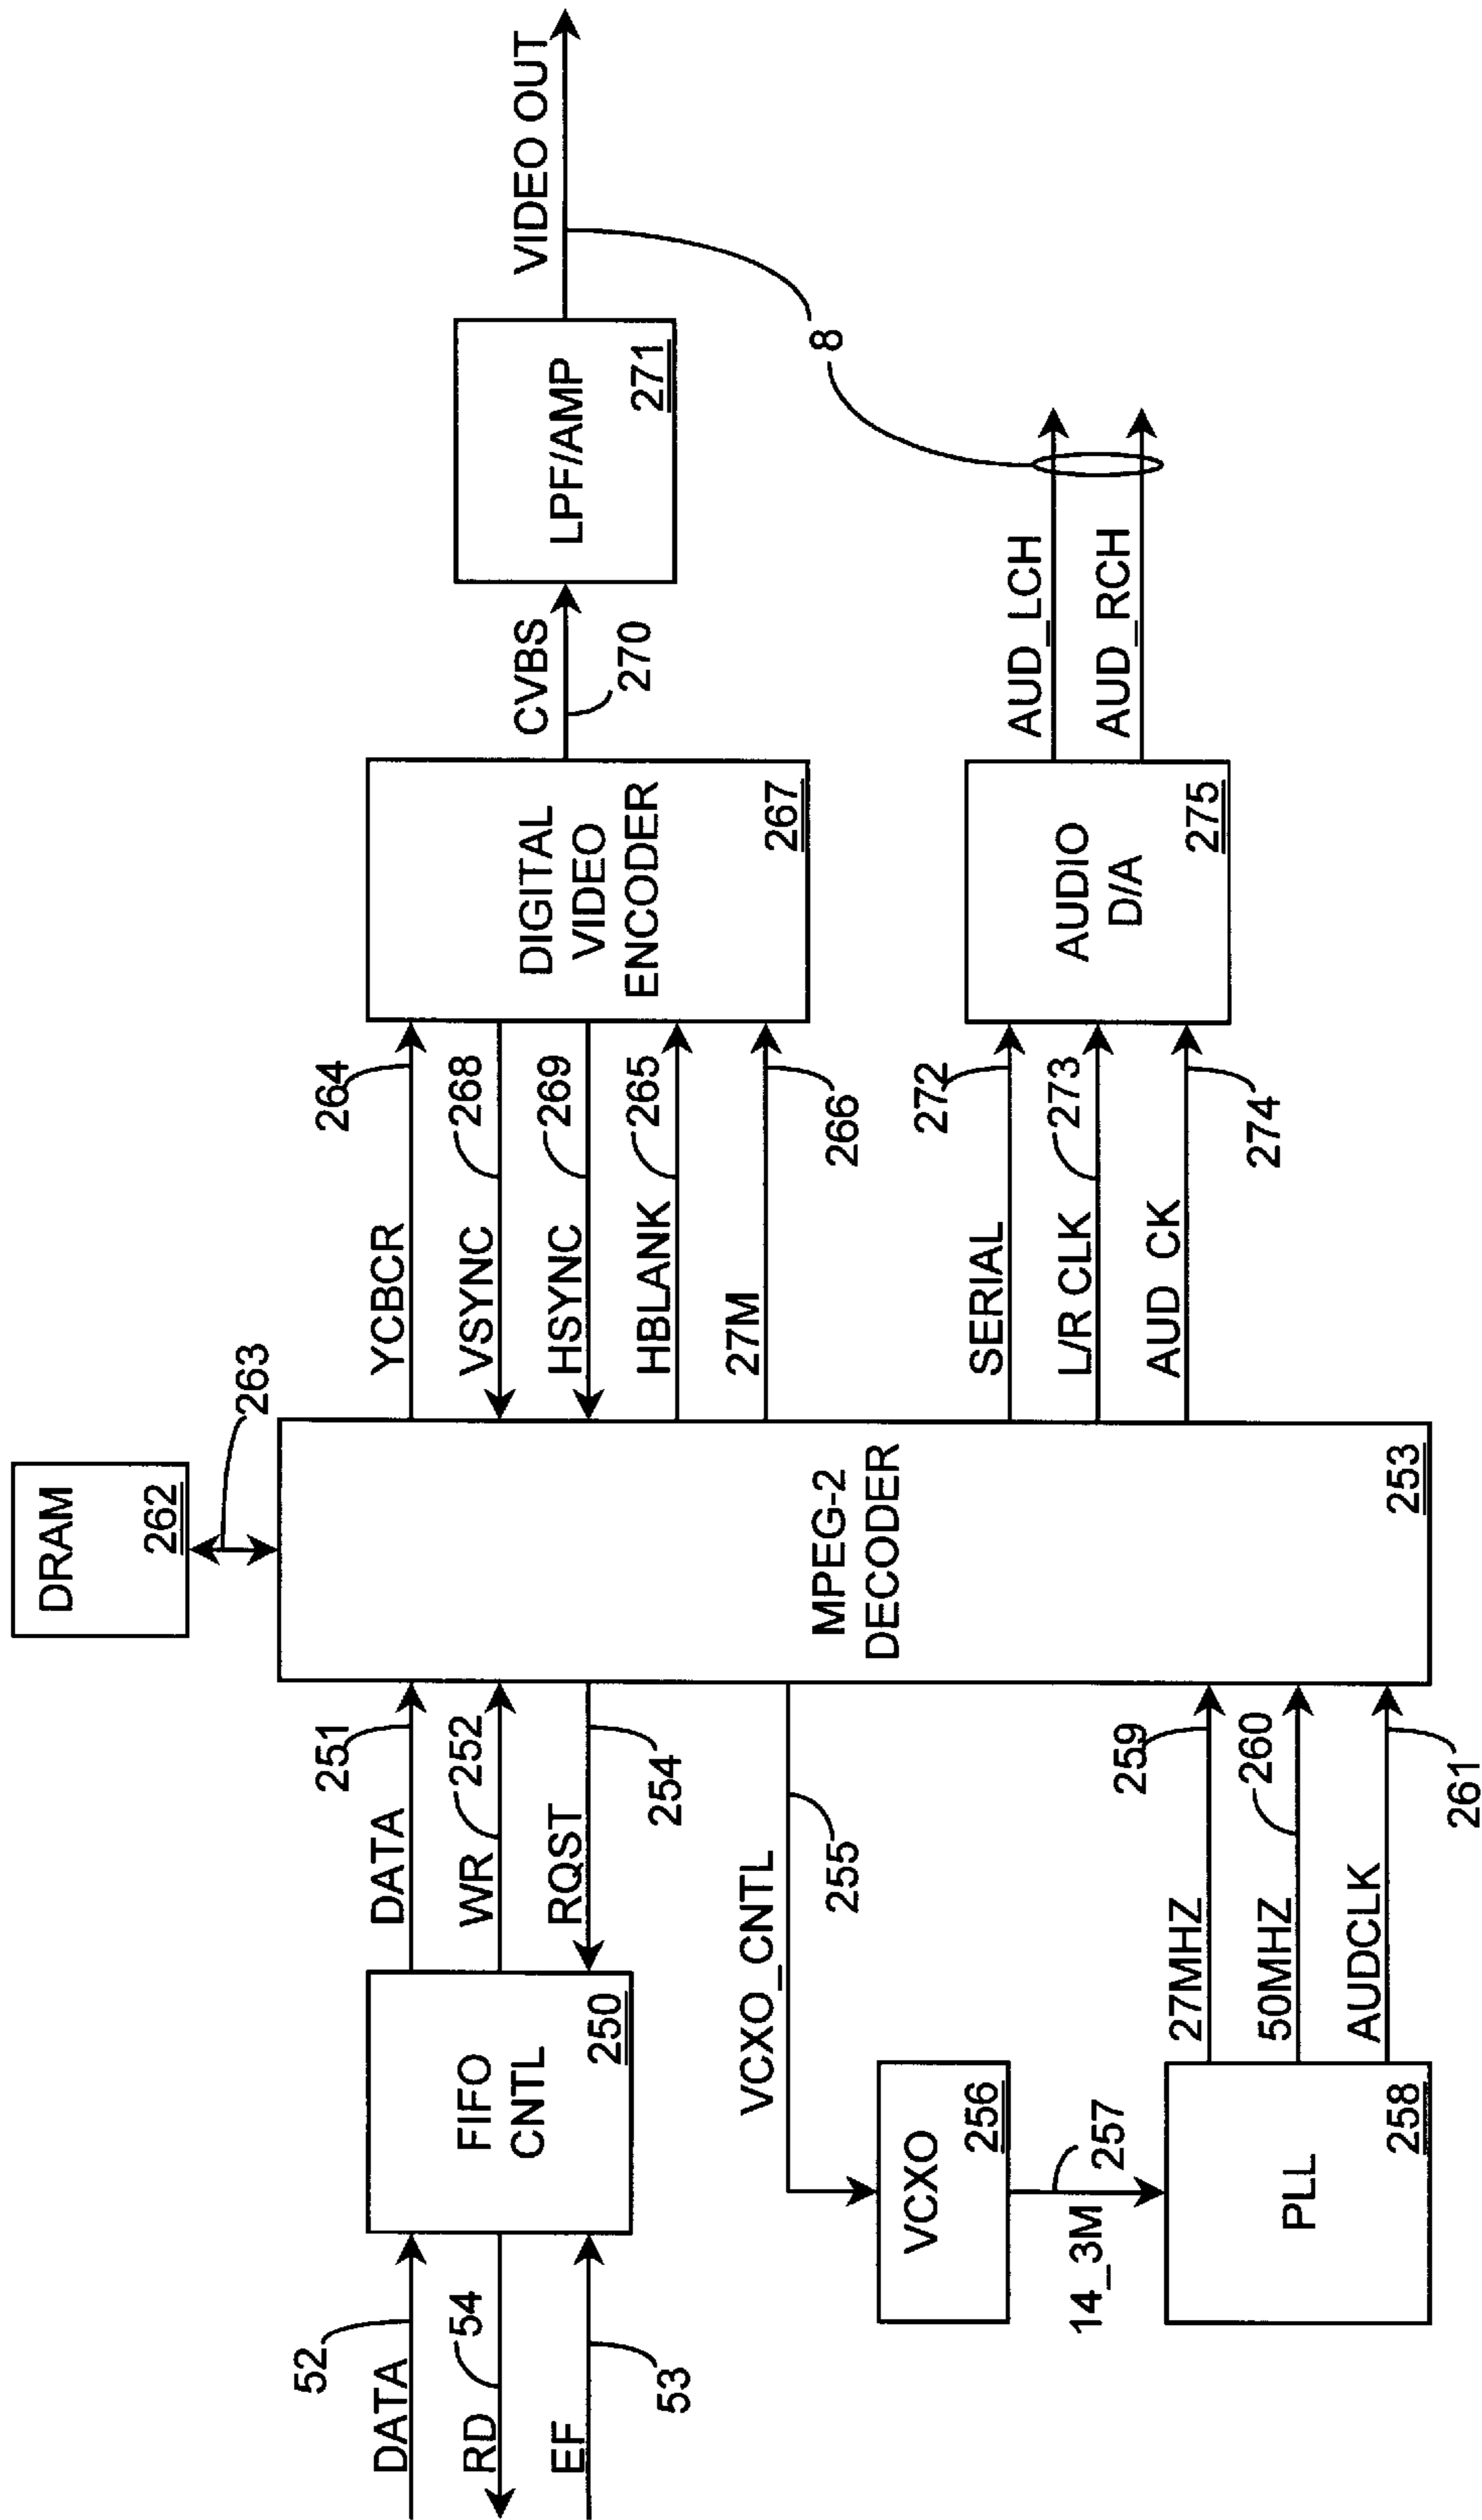 DRAM
262
263
DATA
52
RD
54
EF
53
FIFO
CNTL
250
DATA
251
WR
252
RQST
254
VCXO_CNTL
255
VCXO
256
14_3M
257
PLL
258
27MHZ
259
50MHZ
260
AUDCLK
261
MPEG-2
DECODER
253
YCBCR
264
VSYNC
268
HSYNC
269
HBLANK
265
27M
266
SERIAL
272
L/R CLK
273
AUD CK
274
DIGITAL
VIDEO
ENCODER
267
CVBS
270
LPF/AMP
271
VIDEO OUT
8
AUDIO
D/A
275
AUD_LCH
AUD_RCH